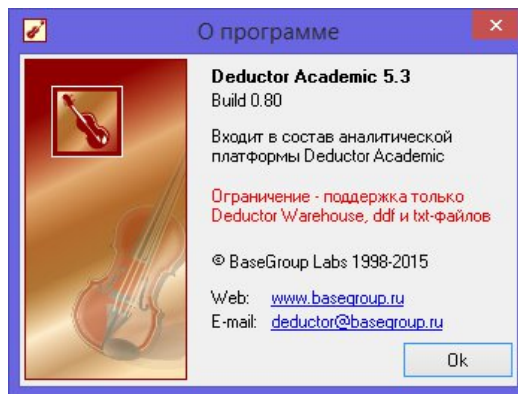 О программе
Deductor Academic 5.3
Build 0.80
Входит в состав аналитической
платформы Deductor Academic
Ограничение - поддержка только
Deductor Warehouse, ddf и txt-файлов
© BaseGroup Labs 1998-2015
Web: www.basegroup.ru
E-mail: deductor@basegroup.ru
Ok